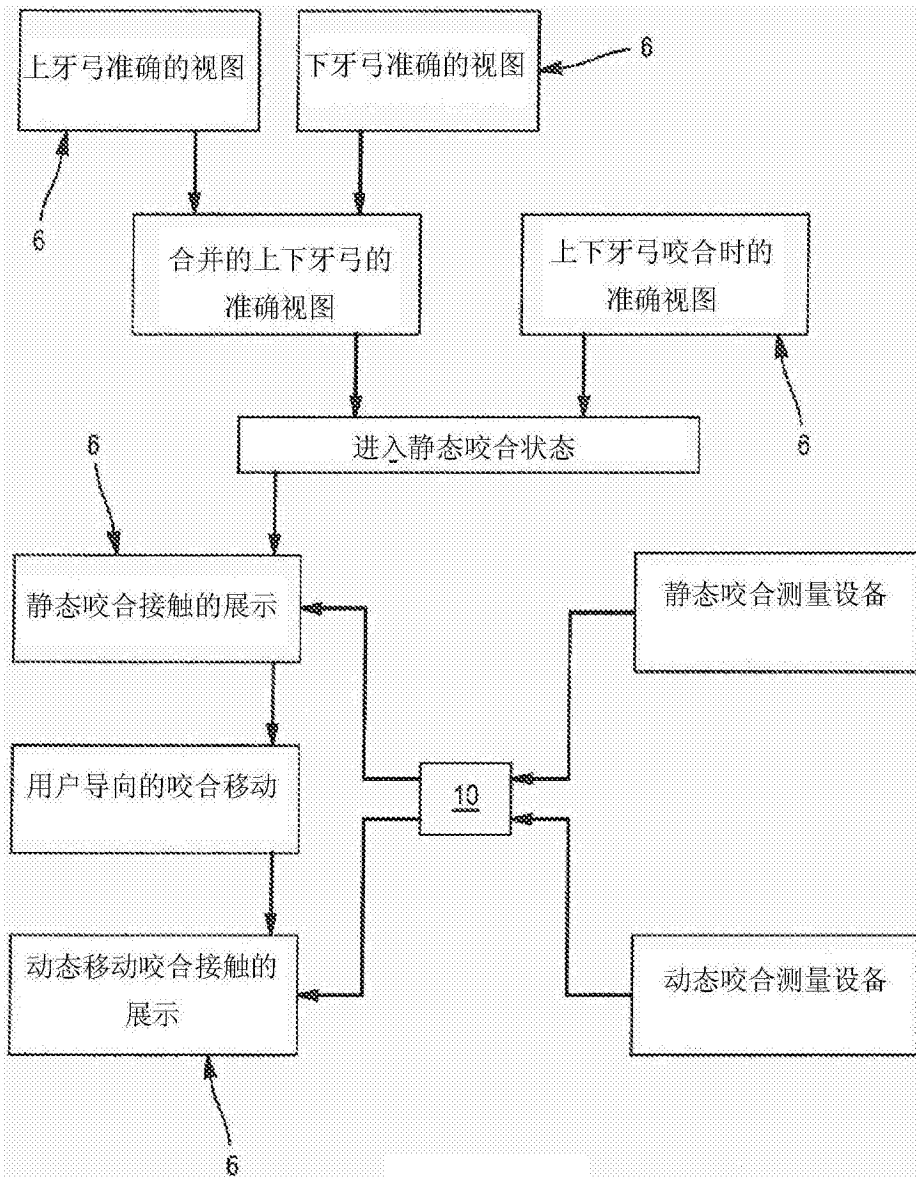 上牙弓准确的视图
下牙弓准确的视图
6
6
合并的上下牙弓的
准确视图
上下牙弓咬合时的
准确视图
进入静态咬合状态
6
6
静态咬合接触的展示
静态咬合测量设备
用户导向的咬合移动
10
动态移动咬合接触的
展示
动态咬合测量设备
6